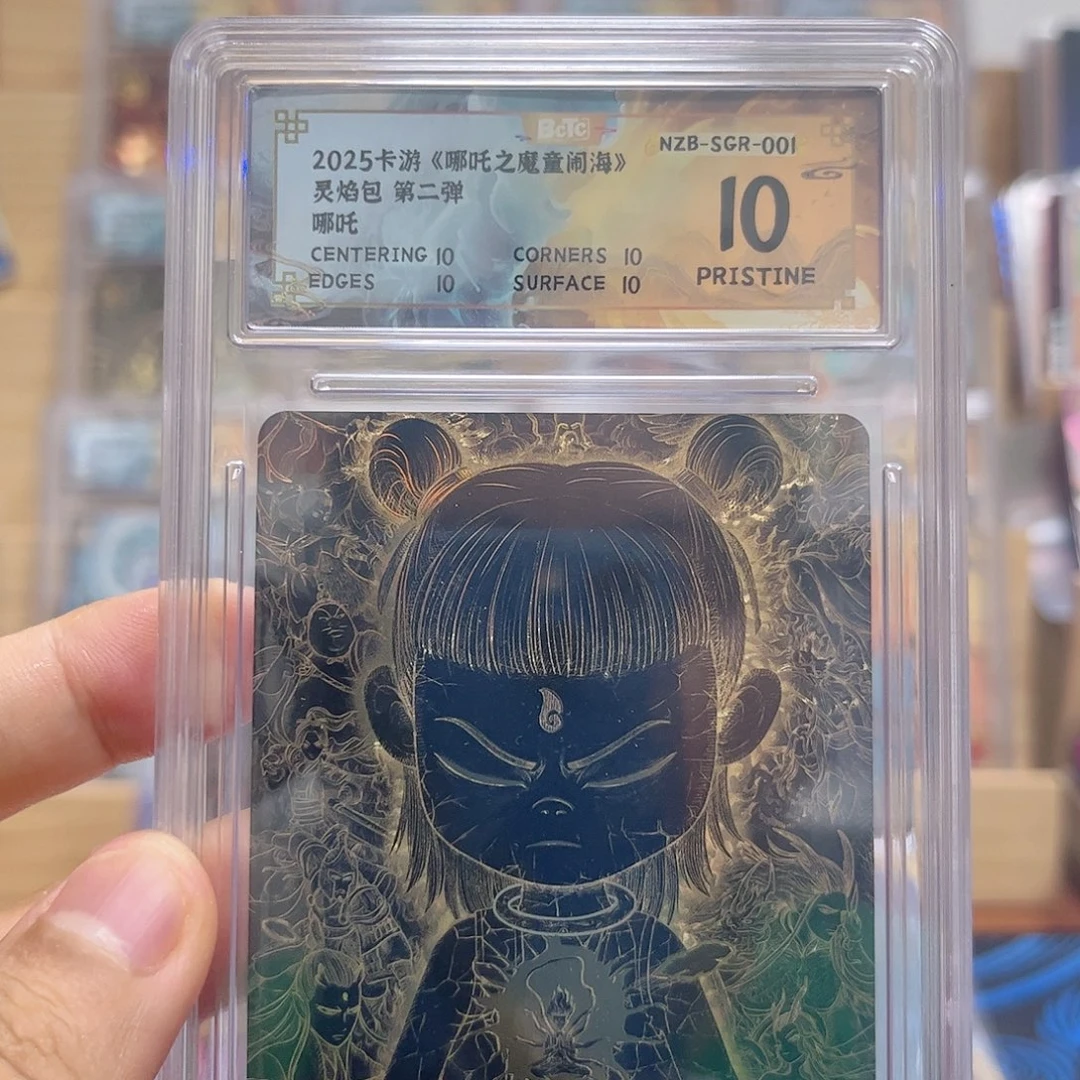 BCTC
2025卡游《哪吒之魔童闹海》
NZB-SGR-001
灵焰包 第二弹
哪吒
10
CENTERING 10 CORNERS 10
EDGES 10 SURFACE 10
PRISTINE